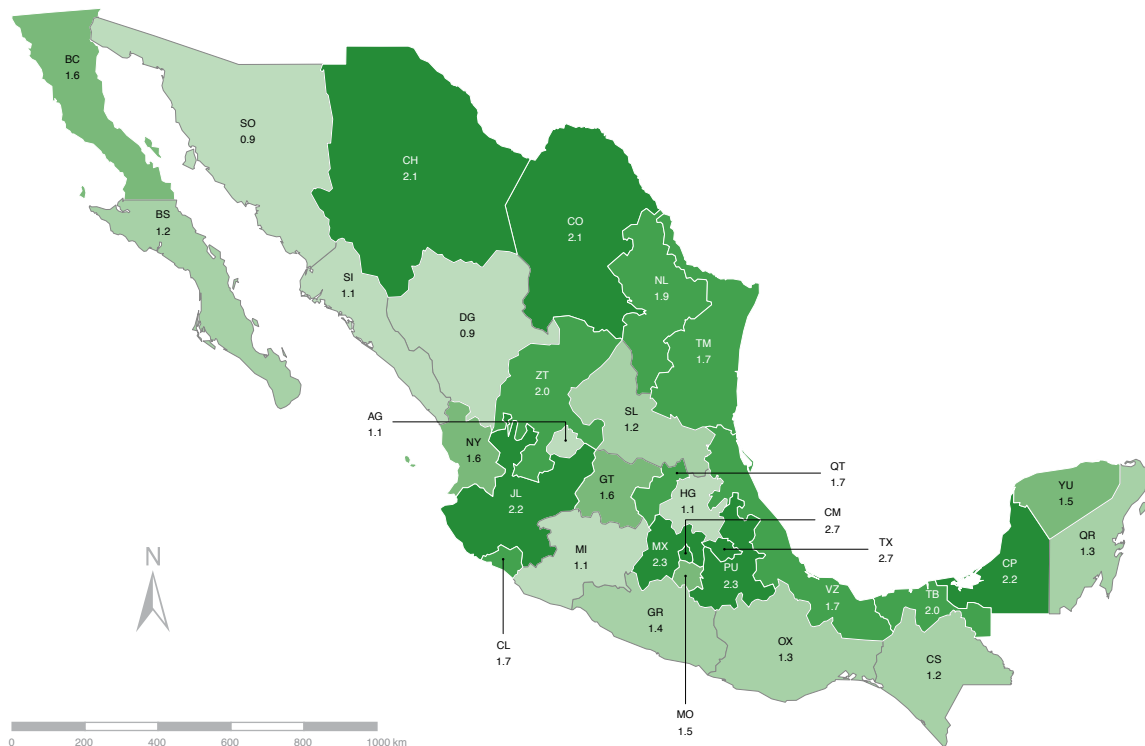 BC
1.6
SO
0.9
CH
2.1
CO
2.1
BS
1.2
SI
1.1
NL
1.9
DG
0.9
TM
1.7
ZT
2.0
AG
1.1
SL
1.2
NY
1.6
QT
1.7
GT
1.6
HG
1.1
JL
2.2
YU
1.5
CM
2.7
QR
1.3
TX
2.7
MX
2.3
MI
1.1
PU
2.3
CP
2.2
N
VZ
1.7
TB
2.0
GR
1.4
CL
1.7
OX
1.3
CS
1.2
MO
1.5
0 200 400 600 800 1000 km